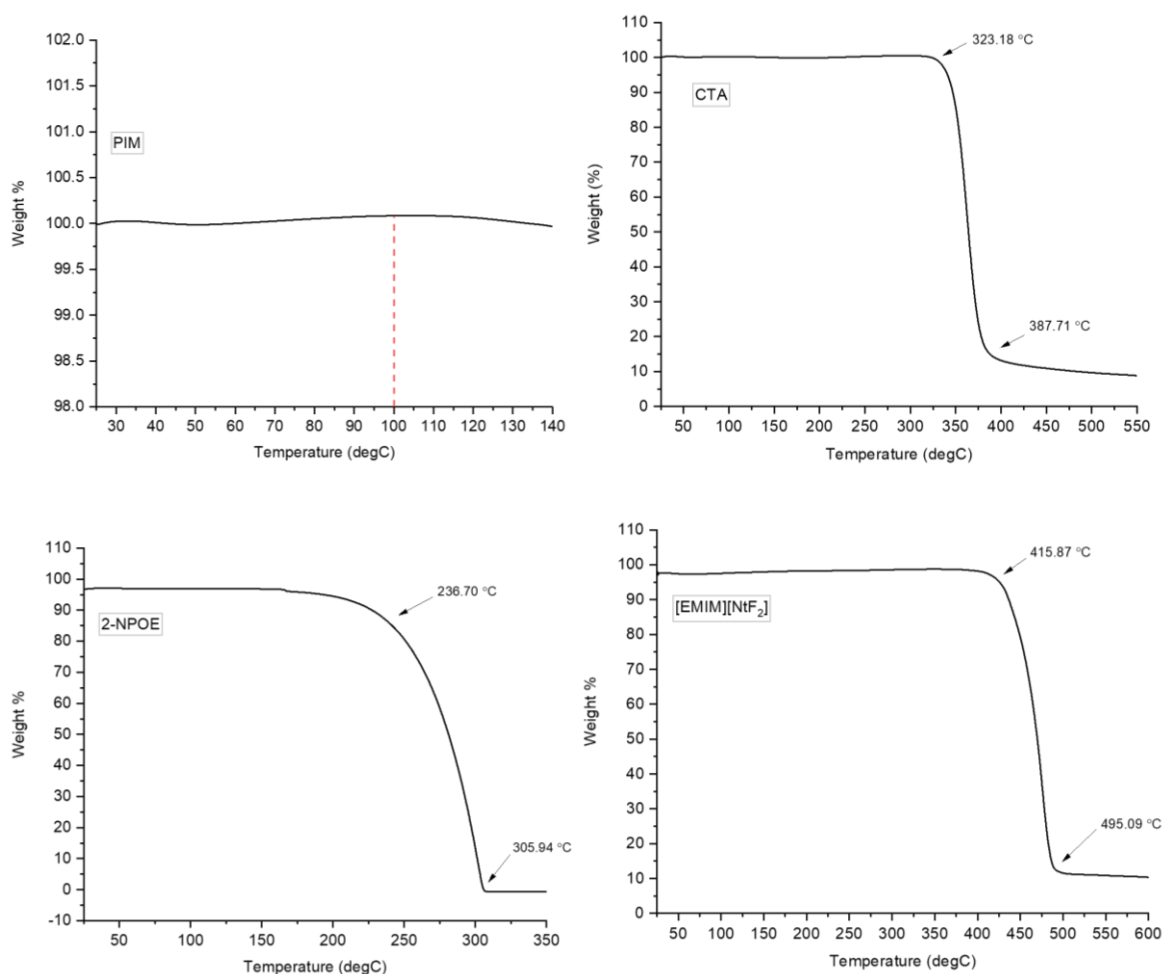 102.0
101.5
101.0
100.5
100.0
99.5
99.0
98.5
98.0
Weight %
PIM
30 40 50 60 70 80 90 100 110 120 130 140
Temperature (degC)
110
100
90
80
70
60
50
40
30
20
10
0
Weight (%)
CTA
323.18 °C
387.71 °C
50 100 150 200 250 300 350 400 450 500 550
Temperature (degC)
110
100
90
80
70
60
50
40
30
20
10
0
-10
Weight %
2-NPOE
236.70 °C
305.94 °C
50 100 150 200 250 300 350
Temperature (degC)
110
100
90
80
70
60
50
40
30
20
10
0
Weight %
[EMIM][NtF₂]
415.87 °C
495.09 °C
50 100 150 200 250 300 350 400 450 500 550 600
Temperature (degC)